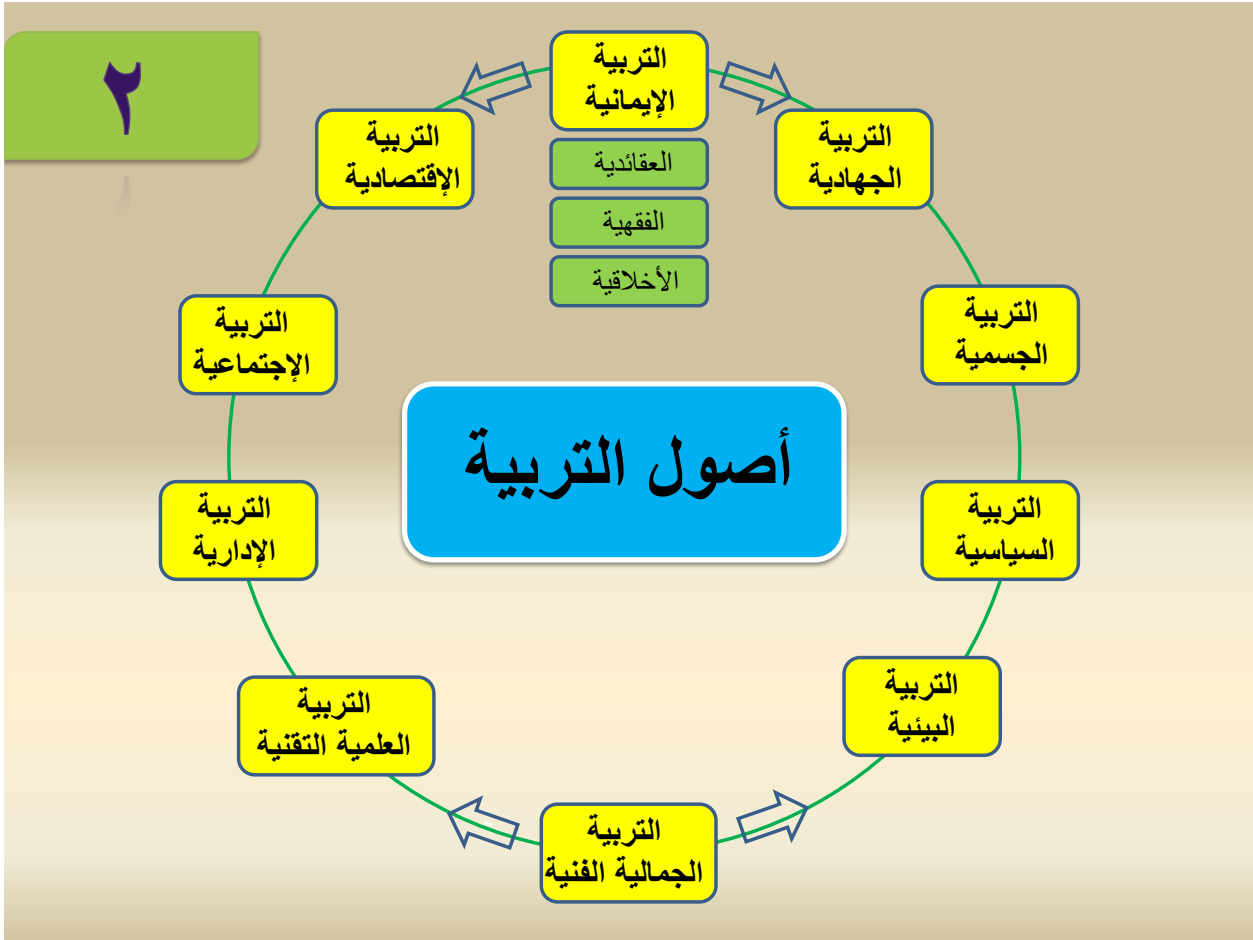 ٢
التربية
الإيمانية
العقائدية
الفقهية
الأخلاقية
التربية
الجهادية
التربية
الجسمية
التربية
السياسية
التربية
البيئية
التربية
الجمالية الفنية
التربية
العلمية التقنية
التربية
الإدارية
التربية
الإجتماعية
التربية
الإقتصادية
أصول التربية